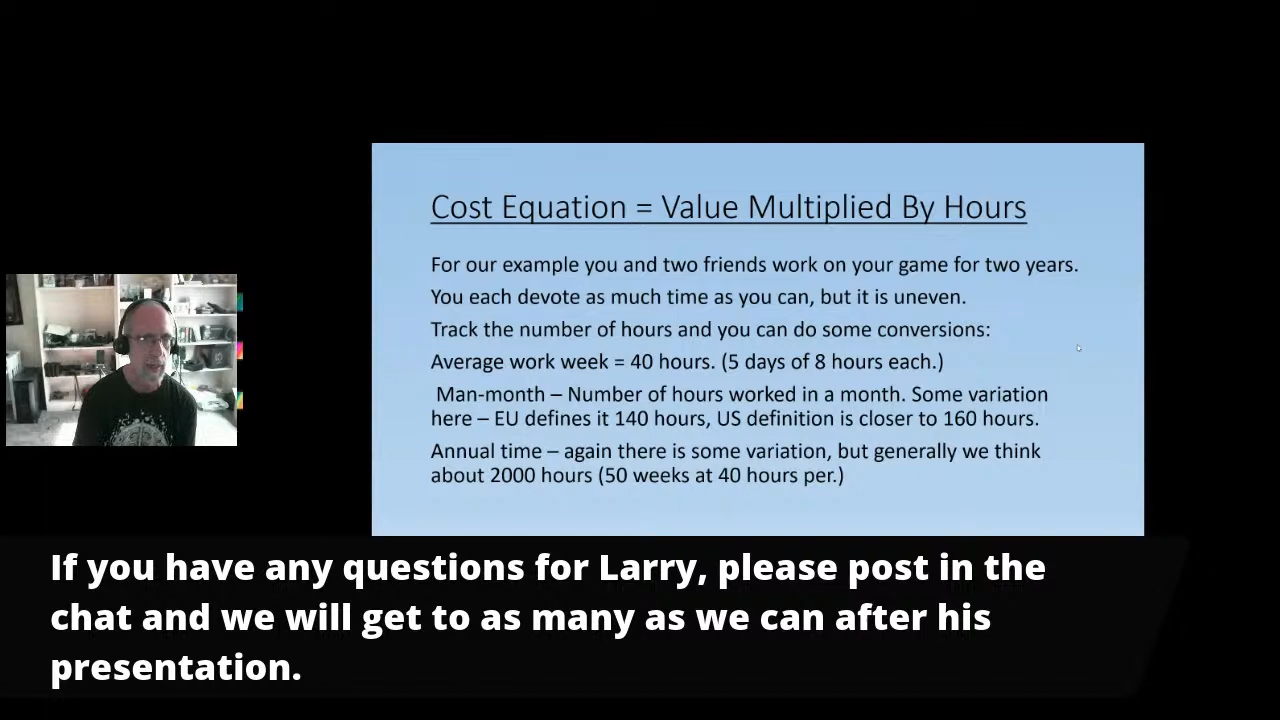 Cost Equation = Value Multiplied By Hours
For our example you and two friends work on your game for two years.
You each devote as much time as you can, but it is uneven.
Track the number of hours and you can do some conversions:
Average work week = 40 hours. (5 days of 8 hours each.)
Man-month – Number of hours worked in a month. Some variation
here – EU defines it 140 hours, US definition is closer to 160 hours.
Annual time – again there is some variation, but generally we think
about 2000 hours (50 weeks at 40 hours per.)
If you have any questions for Larry, please post in the
chat and we will get to as many as we can after his
presentation.